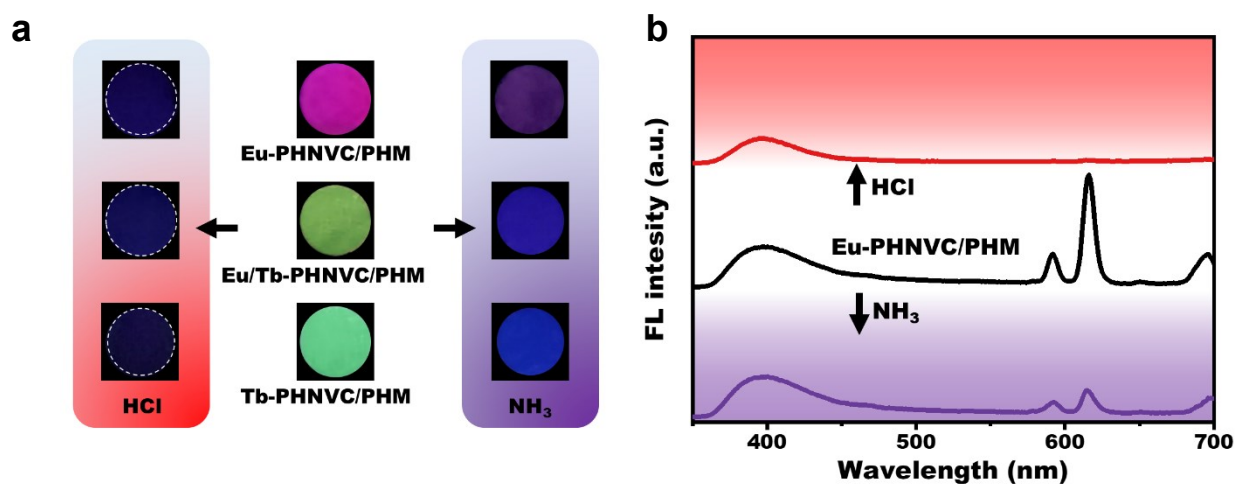 a
Eu-PHNVC/PHM
Eu/Tb-PHNVC/PHM
Tb-PHNVC/PHM
HCl
NH₃
b
FL intesity (a.u.)
HCl
Eu-PHNVC/PHM
NH₃
400
500
600
700
Wavelength (nm)